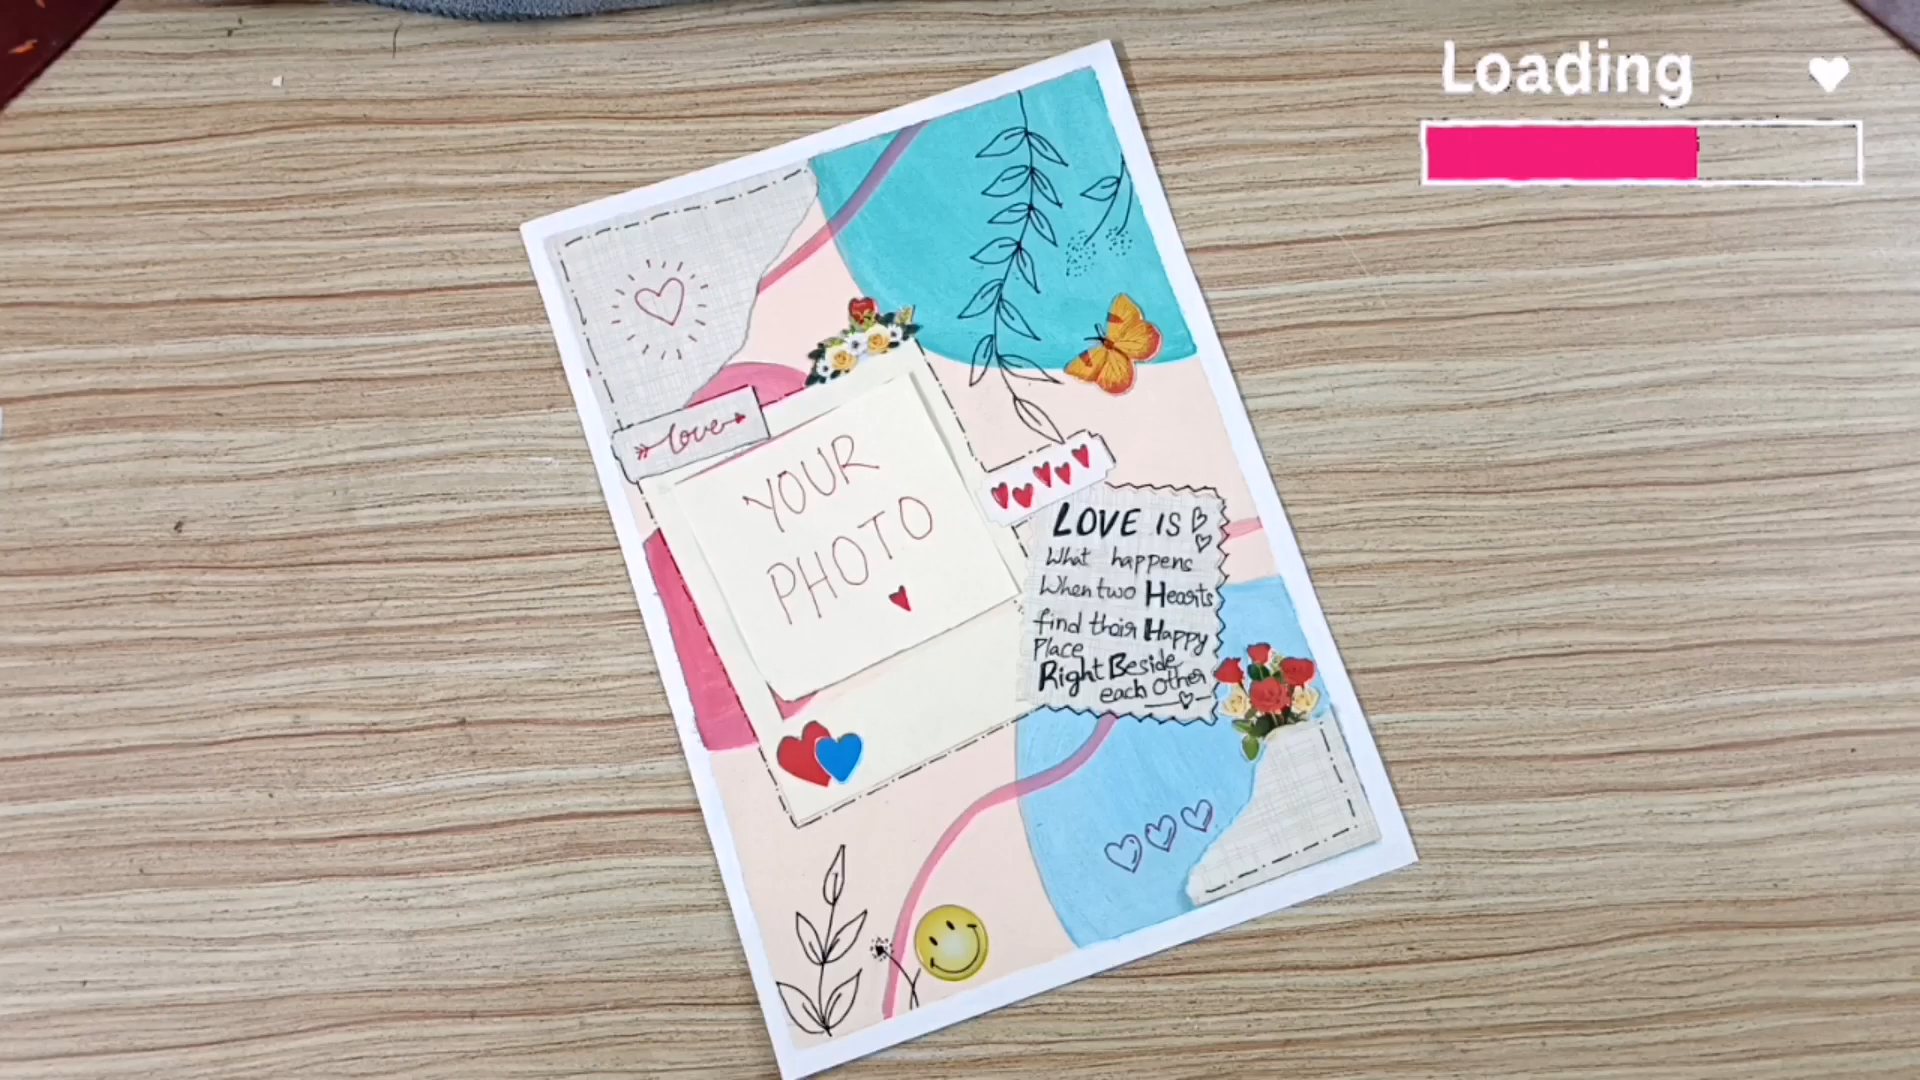 Loading
love
YOUR
PHOTO
LOVE IS
What happens
When two Hearts
find their Happy
Place
Right Beside
each Other